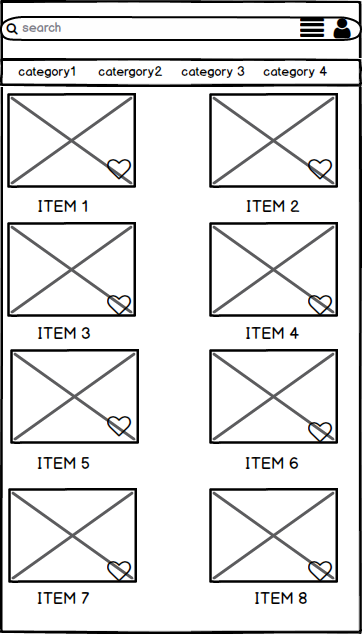 search
category1 catergory2 category 3 category 4
ITEM 1 ITEM 2
ITEM 3 ITEM 4
ITEM 5 ITEM 6
ITEM 7 ITEM 8